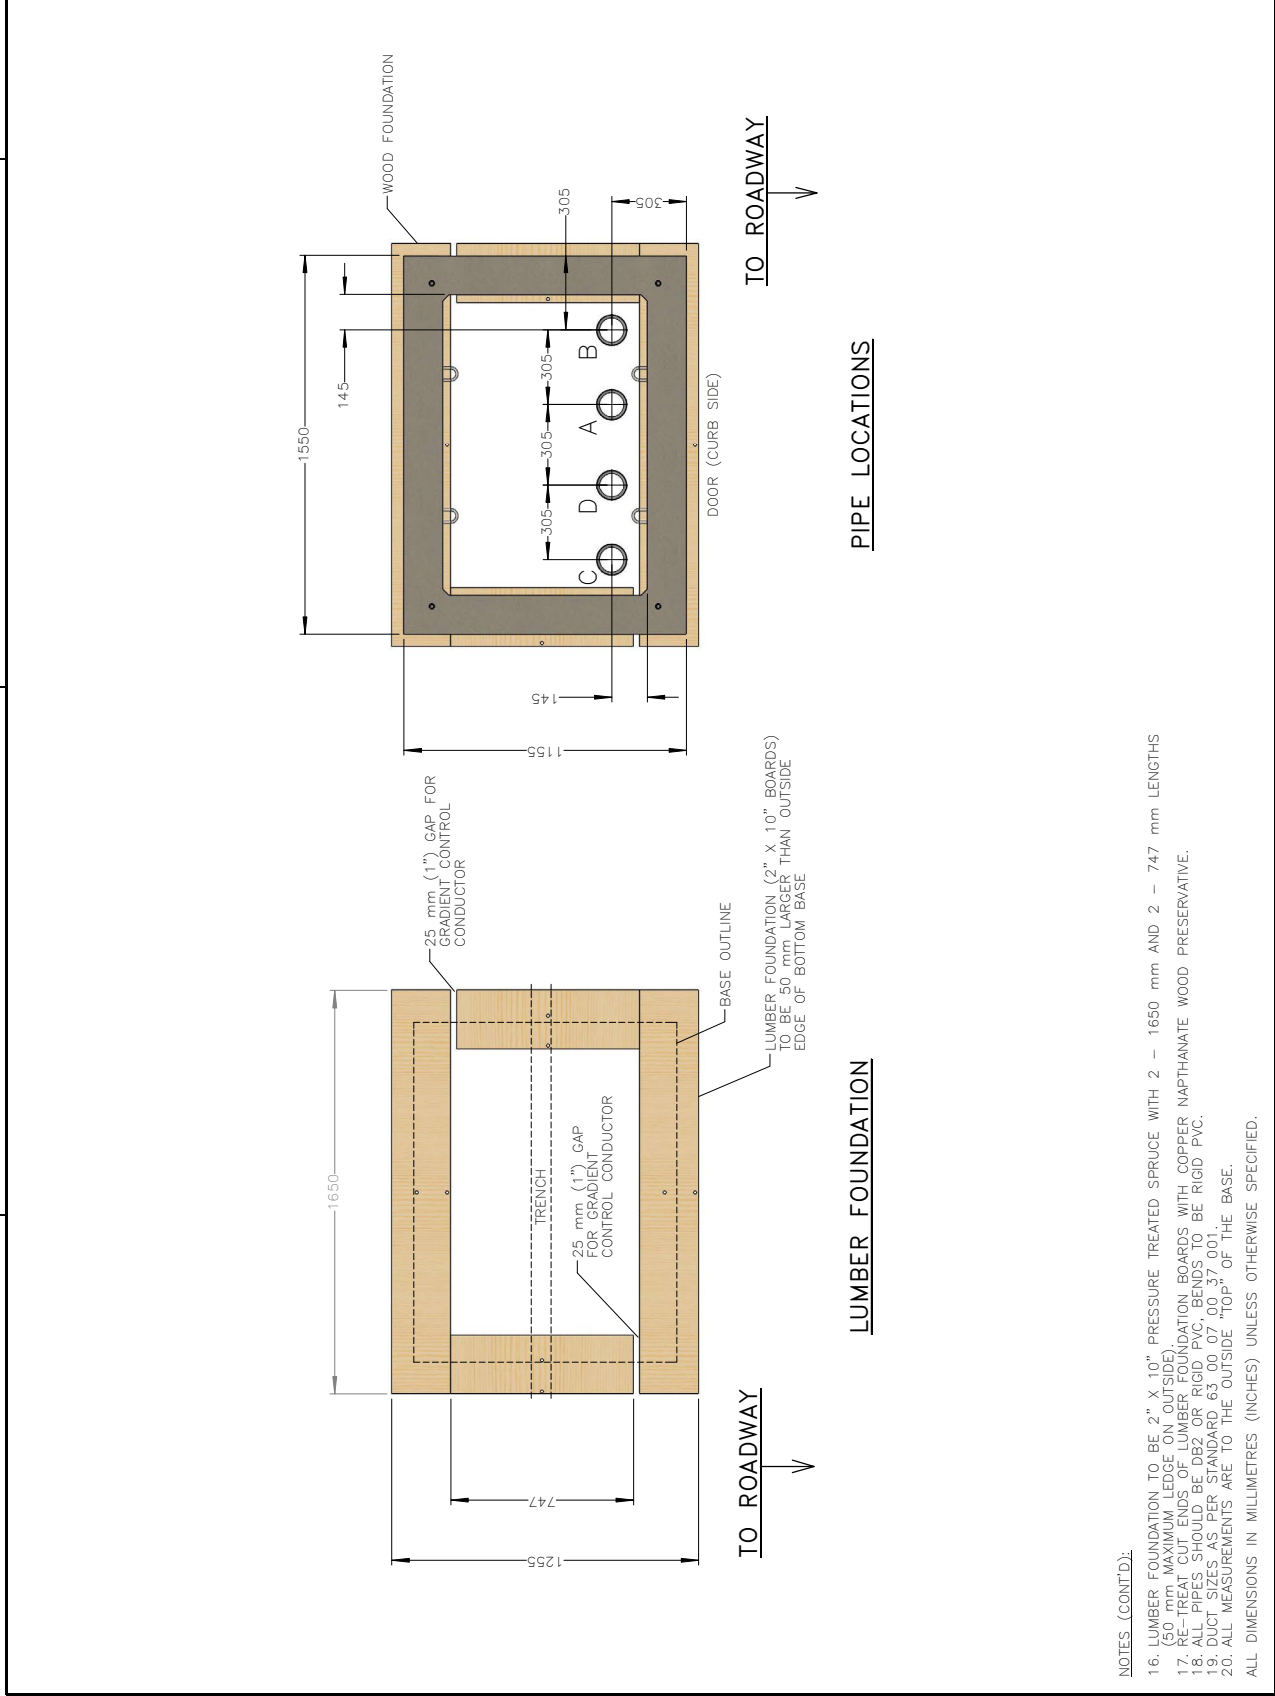 1650
25 mm (1") GAP FOR
GRADIENT CONTROL
CONDUCTOR
TRENCH
25 mm (1") GAP
FOR GRADIENT
CONTROL CONDUCTOR
747
1255
BASE OUTLINE
LUMBER FOUNDATION (2" X 10" BOARDS)
TO BE 50 mm LARGER THAN OUTSIDE
EDGE OF BOTTOM BASE
TO ROADWAY
LUMBER FOUNDATION
WOOD FOUNDATION
1550
145
305
305
305
305
305
C
D
A
B
145
1155
DOOR (CURB SIDE)
TO ROADWAY
PIPE LOCATIONS
NOTES (CONT'D):
16. LUMBER FOUNDATION TO BE 2" X 10" PRESSURE TREATED SPRUCE WITH 2 - 1650 mm AND 2 - 747 mm LENGTHS
(50 mm MAXIMUM LEDGE ON OUTSIDE).
17. RE-TREAT CUT ENDS OF LUMBER FOUNDATION BOARDS WITH COPPER NAPTHANATE WOOD PRESERVATIVE.
18. ALL PIPES SHOULD BE DB2 OR RIGID PVC, BENDS TO BE RIGID PVC.
19. DUCT SIZES AS PER STANDARD 63 00 07 00 37 001.
20. ALL MEASUREMENTS ARE TO THE OUTSIDE "TOP" OF THE BASE.
ALL DIMENSIONS IN MILLIMETRES (INCHES) UNLESS OTHERWISE SPECIFIED.